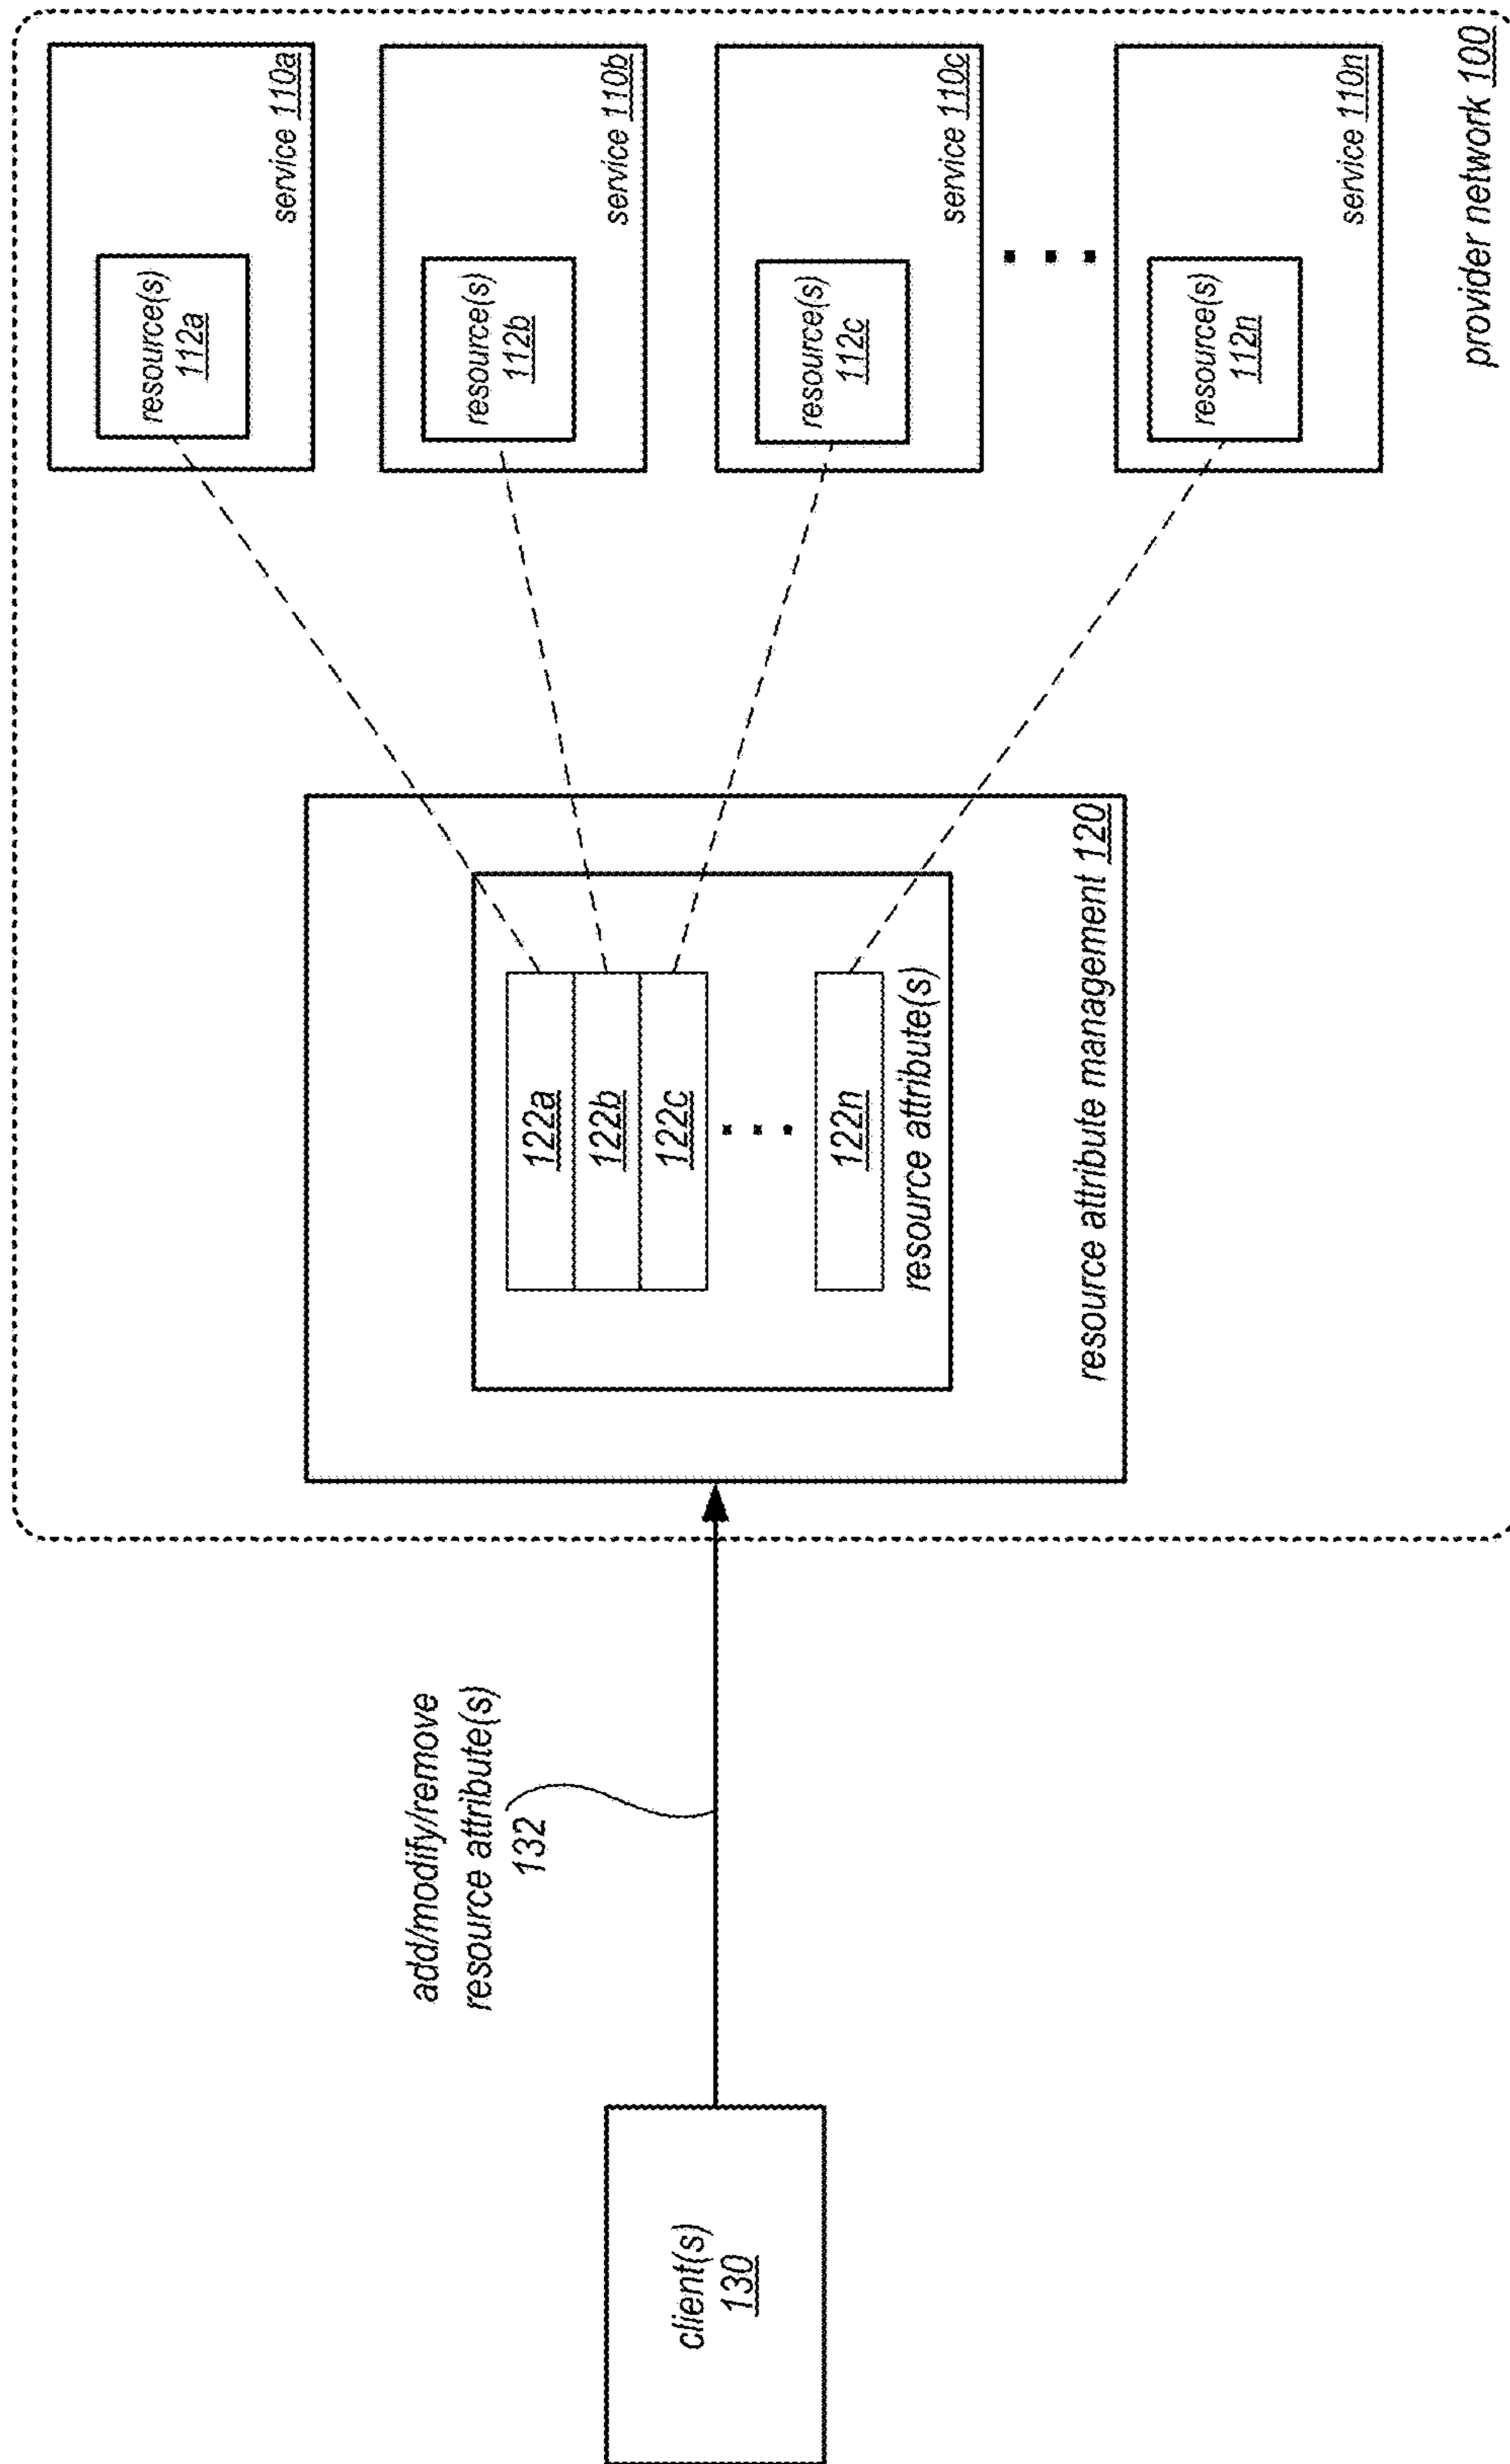 client(s)
130
add/modify/remove
resource attribute(s)
132
122a
122b
122c
122n
resource attribute(s)
resource attribute management 120
resource(s)
112a
service 110a
resource(s)
112b
service 110b
resource(s)
112c
service 110c
resource(s)
112n
service 110n
provider network 100